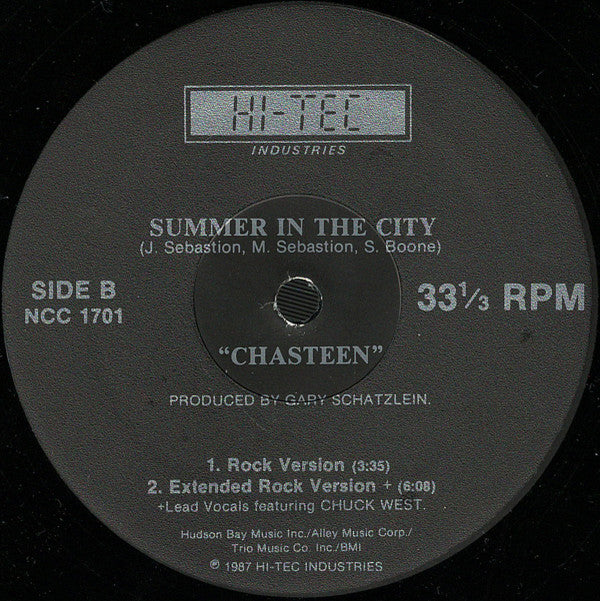 HI-TEC
INDUSTRIES
SUMMER IN THE CITY
(J. Sebastion, M. Sebastion, S. Boone)
SIDE B
NCC 1701
33 1/3 RPM
"CHASTEEN"
PRODUCED BY GARY SCHATZLEIN.
1. Rock Version (3:35)
2. Extended Rock Version + (6:08)
+Lead Vocals featuring CHUCK WEST.
Hudson Bay Music Inc./Alley Music Corp./
Trio Music Co. Inc./BMI
℗ 1987 HI-TEC INDUSTRIES